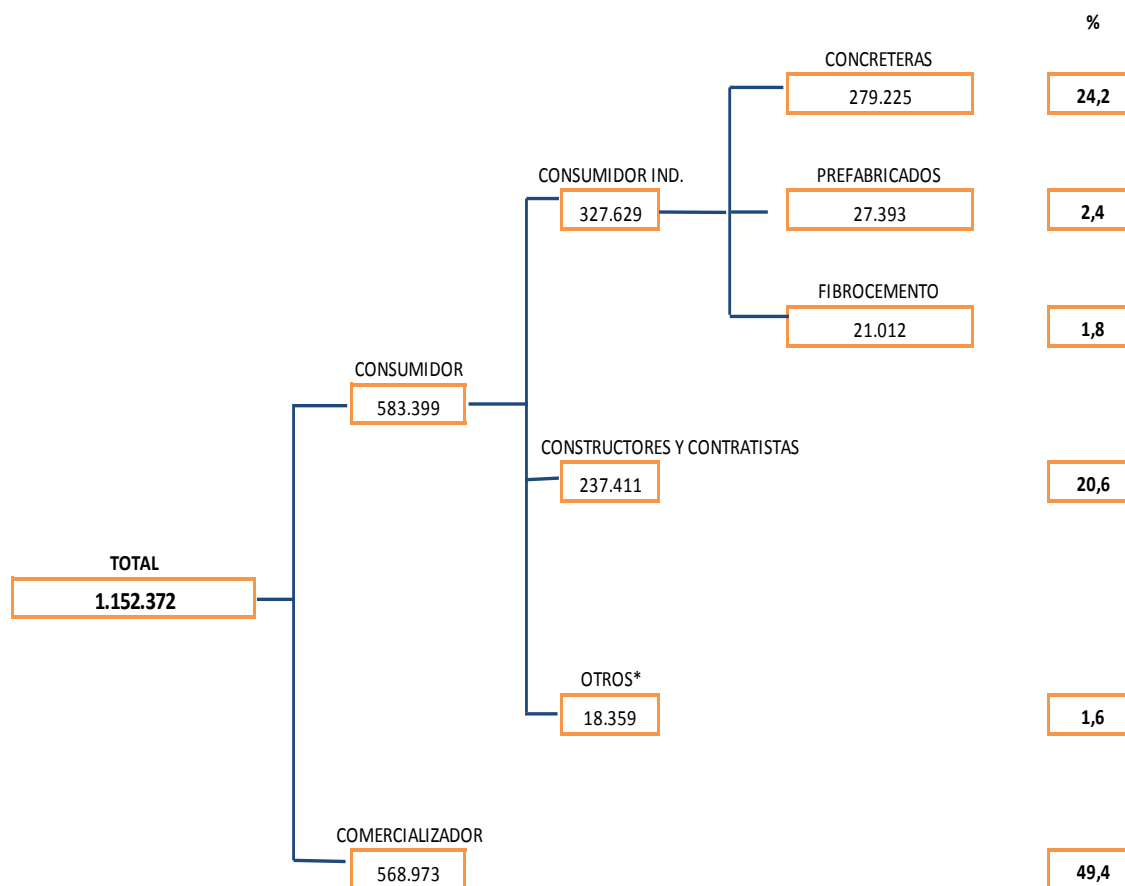 %
CONCRETERAS
279.225
24,2
CONSUMIDOR IND.
327.629
PREFABRICADOS
27.393
2,4
FIBROCEMENTO
21.012
1,8
CONSUMIDOR
583.399
CONSTRUCTORES Y CONTRATISTAS
237.411
20,6
TOTAL
1.152.372
OTROS*
18.359
1,6
COMERCIALIZADOR
568.973
49,4